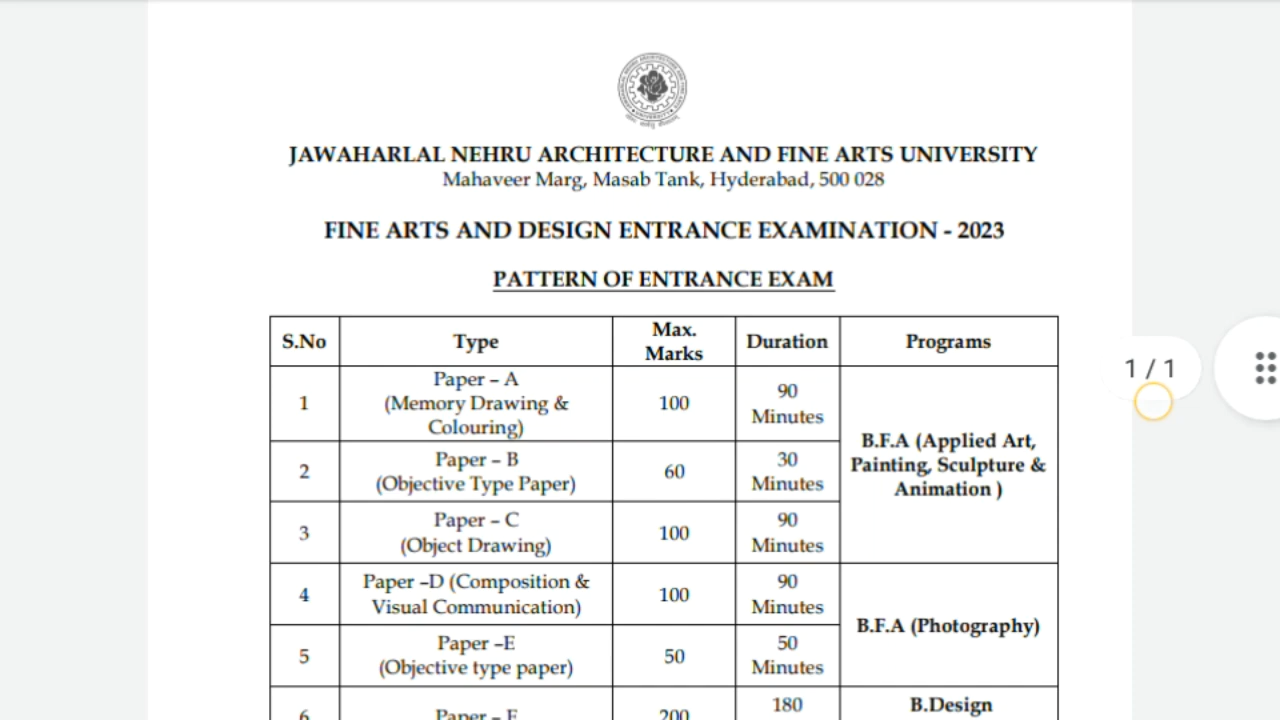 JAWAHARLAL NEHRU ARCHITECTURE AND FINE ARTS UNIVERSITY
Mahaveer Marg, Masab Tank, Hyderabad, 500 028
FINE ARTS AND DESIGN ENTRANCE EXAMINATION - 2023
PATTERN OF ENTRANCE EXAM
S.No Type Max. Marks Duration Programs
1 Paper – A (Memory Drawing & Colouring) 100 90 Minutes B.F.A (Applied Art, Painting, Sculpture & Animation )
2 Paper – B (Objective Type Paper) 60 30 Minutes
3 Paper – C (Object Drawing) 100 90 Minutes
4 Paper –D (Composition & Visual Communication) 100 90 Minutes B.F.A (Photography)
5 Paper –E (Objective type paper) 50 50 Minutes
6 Paper – F 200 180 B.Design
1 / 1